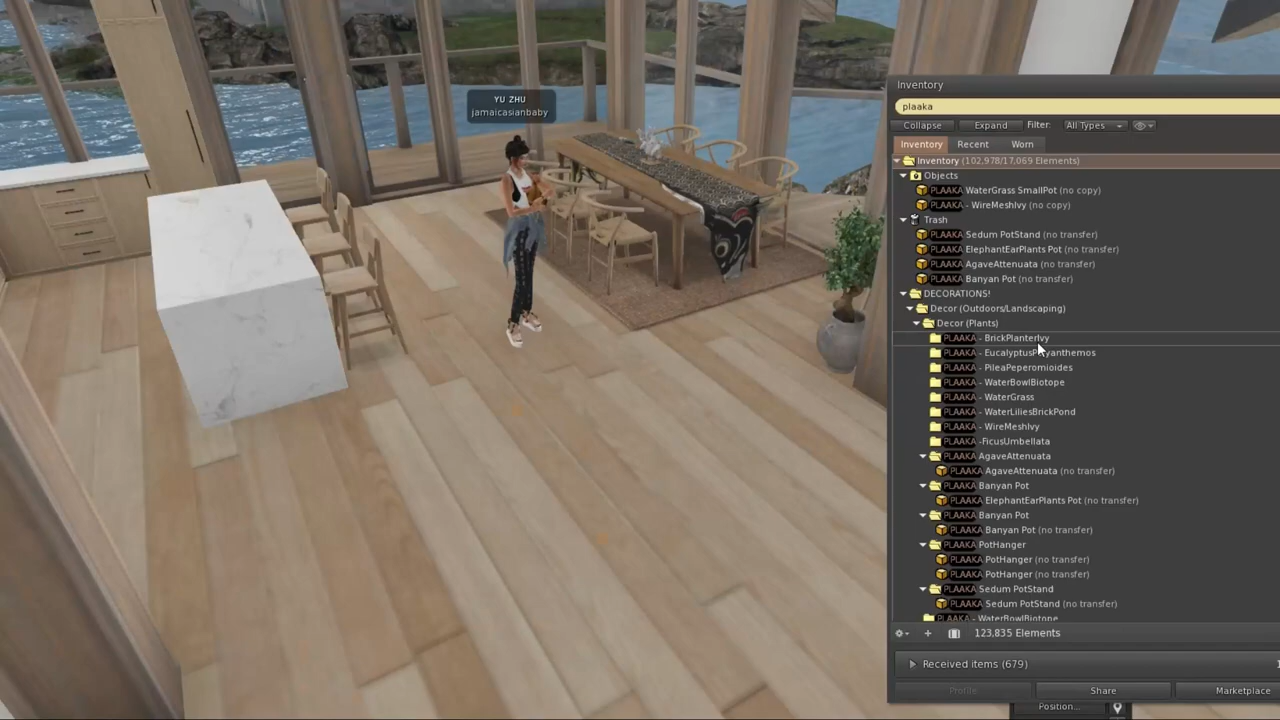 YU ZHU
jamaicasianbaby
Inventory
plaaka
Collapse Expand Filter: All Types
Inventory Recent Worn
Inventory (102,978/17,069 Elements)
Objects
PLAAKA WaterGrass SmallPot (no copy)
PLAAKA - WireMeshIvy (no copy)
Trash
PLAAKA Sedum PotStand (no transfer)
PLAAKA ElephantEarPlants Pot (no transfer)
PLAAKA AgaveAttenuata (no transfer)
PLAAKA Banyan Pot (no transfer)
DECORATIONS!
Decor (Outdoors/Landscaping)
Decor (Plants)
PLAAKA - BrickPlanterIvy
PLAAKA
PLAAKA - PileaPeperomioides
PLAAKA - WaterBowlBiotope
PLAAKA - WaterGrass
PLAAKA - WaterLiliesBrickPond
PLAAKA - WireMeshIvy
PLAAKA -FicusUmbellata
PLAAKA AgaveAttenuata
PLAAKA AgaveAttenuata (no transfer)
PLAAKA Banyan Pot
PLAAKA ElephantEarPlants Pot (no transfer)
PLAAKA Banyan Pot
PLAAKA Banyan Pot (no transfer)
PLAAKA PotHanger
PLAAKA PotHanger (no transfer)
PLAAKA PotHanger (no transfer)
PLAAKA Sedum PotStand
PLAAKA Sedum PotStand (no transfer)
PLAAKA - WaterBowlBiotope
123,835 Elements
Received items (679)
Profile Share Marketplace
Position...